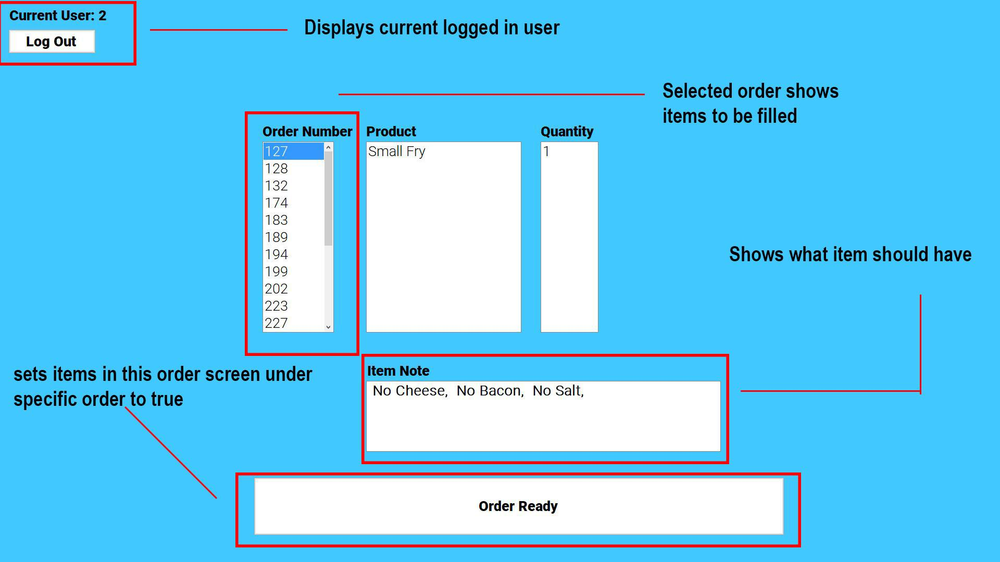 Current User: 2
Log Out
Displays current logged in user
Selected order shows
items to be filled
Order Number Product Quantity
127 Small Fry 1
128
132
174
183
189
194
199
202
223
227
Shows what item should have
sets items in this order screen under
specific order to true
Item Note
No Cheese, No Bacon, No Salt,
Order Ready